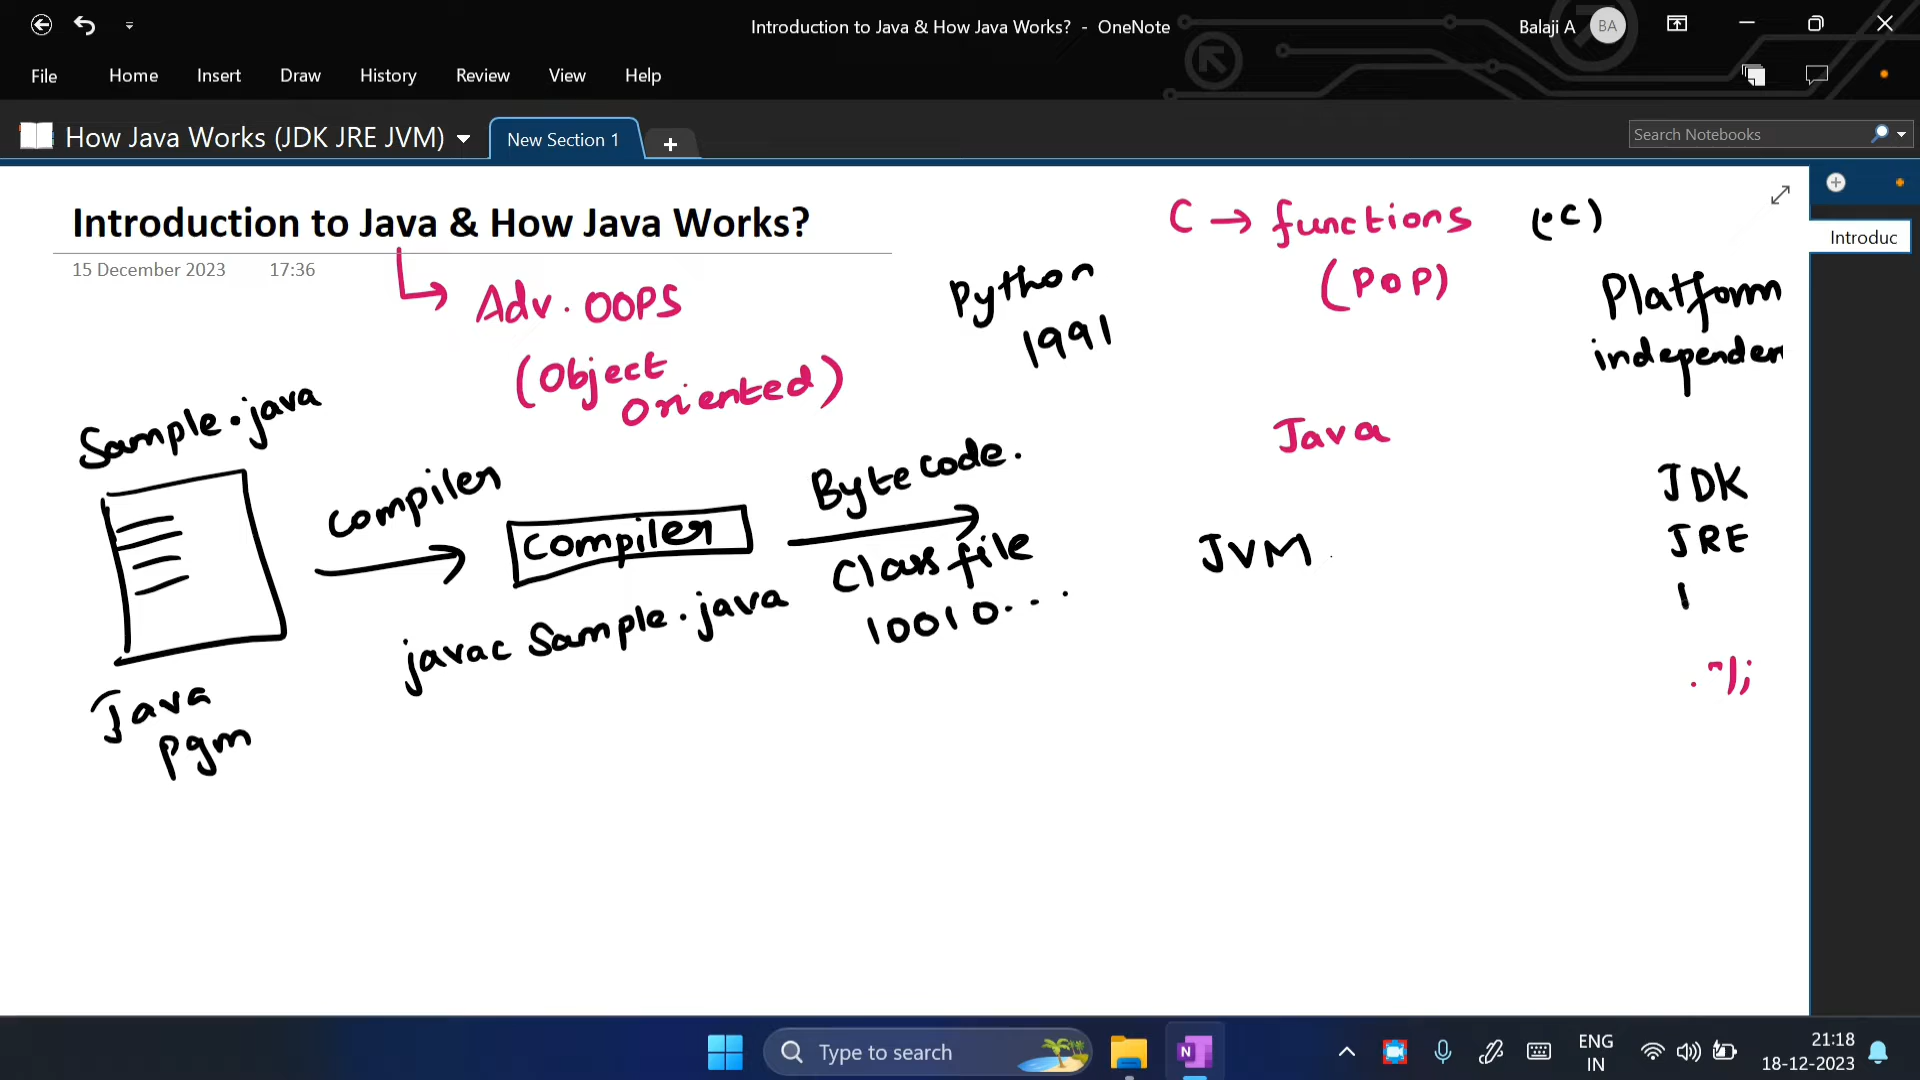 Introduction to Java & How Java Works? - OneNote
Balaji A
BA
File Home Insert Draw History Review View Help
How Java Works (JDK JRE JVM)
New Section 1
Search Notebooks
Introduction to Java & How Java Works?
15 December 2023 17:36
Introduc
C → functions (.C)
(POP)
Adv. OOPS
(Object
Oriented)
Python
1991
Platform
independen
Java
Sample.java
compiler
compiler
Byte code.
Class file
10010...
javac Sample.java
JVM
JDK
JRE
Java
pgm
Type to search
N
ENG
IN
21:18
18-12-2023